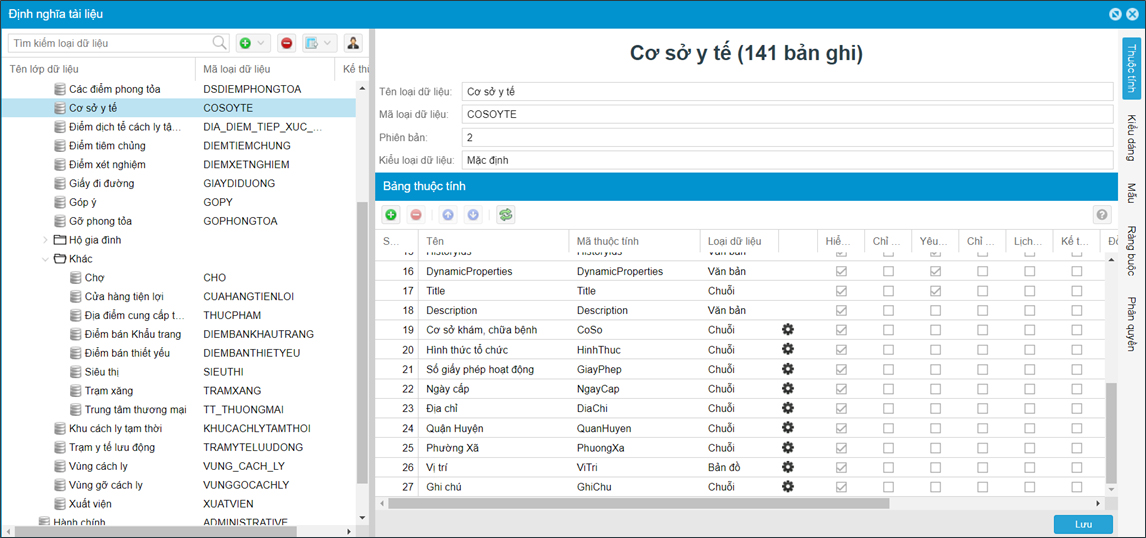 Định nghĩa tài liệu
Tìm kiếm loại dữ liệu
Tên lớp dữ liệu Mã loại dữ liệu Kế thừ
Các điểm phong tỏa DSDIEMPHONGTOA
Cơ sở y tế COSOYTE
Điểm dịch tể cách ly tậ... DIA_DIEM_TIEP_XUC_...
Điểm tiêm chủng DIEMTIEMCHUNG
Điểm xét nghiệm DIEMXETNGHIEM
Giấy đi đường GIAYDIDUONG
Góp ý GOPY
Gỡ phong tỏa GOPHONGTOA
Hộ gia đình
Khác
Chợ CHO
Cửa hàng tiện lợi CUAHANGTIENLOI
Địa điểm cung cấp t... THUCPHAM
Điểm bán Khẩu trang DIEMBANKHAUTRANG
Điểm bán thiết yếu DIEMBANTHIETYEU
Siêu thị SIEUTHI
Trạm xăng TRAMXANG
Trung tâm thương mại TT_THUONGMAI
Khu cách ly tạm thời KHUCACHLYTAMTHOI
Trạm y tế lưu động TRAMYTELUUDONG
Vùng cách ly VUNG_CACH_LY
Vùng gỡ cách ly VUNGGOCACHLY
Xuất viện XUATVIEN
Hành chính ADMINISTRATIVE
Cơ sở y tế (141 bản ghi)
Tên loại dữ liệu: Cơ sở y tế
Mã loại dữ liệu: COSOYTE
Phiên bản: 2
Kiểu loại dữ liệu: Mặc định
Bảng thuộc tính
S... Tên Mã thuộc tính Loại dữ liệu Hiể... Chỉ ... Yêu... Chỉ ... Lịch... Kế t...
15 HistoryIds HistoryIds Văn bản
16 DynamicProperties DynamicProperties Văn bản
17 Title Title Chuỗi
18 Description Description Văn bản
19 Cơ sở khám, chữa bệnh CoSo Chuỗi
20 Hình thức tổ chức HinhThuc Chuỗi
21 Số giấy phép hoạt động GiayPhep Chuỗi
22 Ngày cấp NgayCap Chuỗi
23 Địa chỉ DiaChi Chuỗi
24 Quận Huyện QuanHuyen Chuỗi
25 Phường Xã PhuongXa Chuỗi
26 Vị trí ViTri Bản đồ
27 Ghi chú GhiChu Chuỗi
Lưu
Thuộc tính
Kiểu dáng
Mẫu
Ràng buộc
Phân quyền